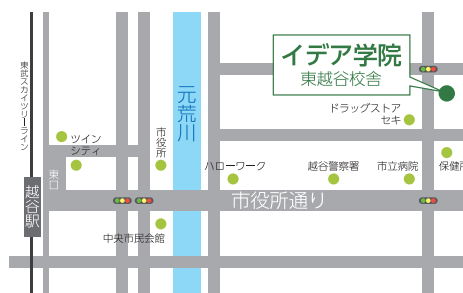 イデア学院
東越谷校舎
東武スカイツリーライン
元荒川
ドラッグストア
セキ
ツイン
シティ
市役所
ハローワーク
越谷警察署
市立病院
保健所
東口
越谷駅
市役所通り
中央市民会館